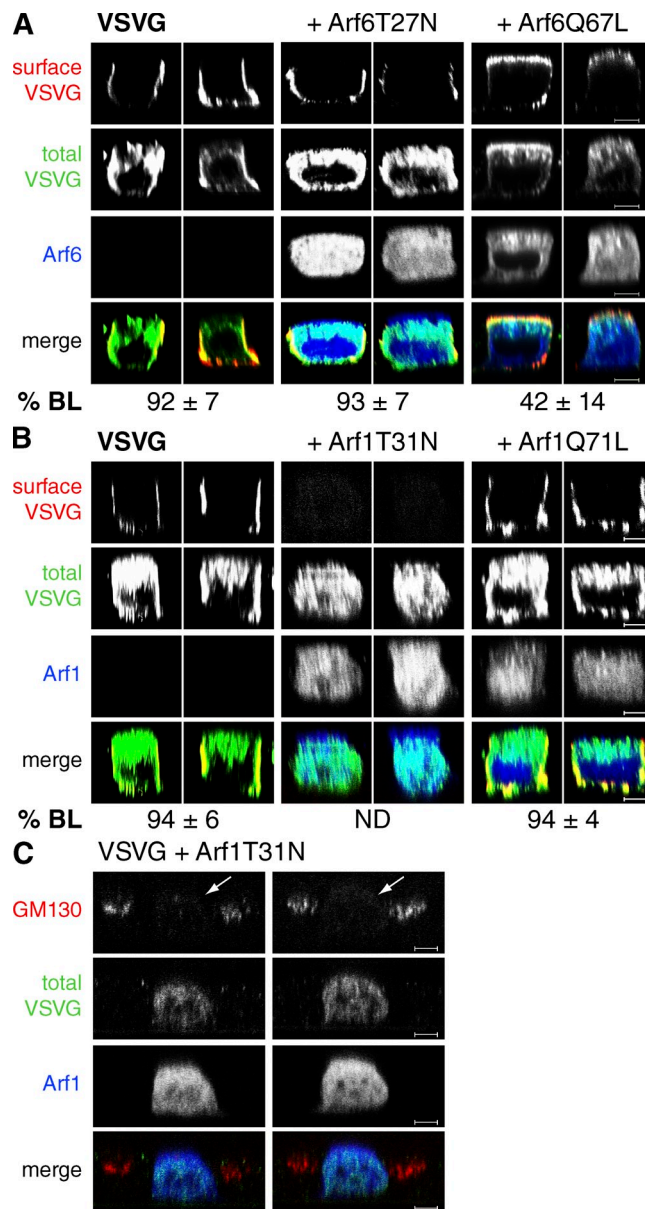 A
VSVG + Arf6T27N + Arf6Q67L
surface
VSVG
total
VSVG
Arf6
merge
% BL 92 ± 7 93 ± 7 42 ± 14
B
VSVG + Arf1T31N + Arf1Q71L
surface
VSVG
total
VSVG
Arf1
merge
% BL 94 ± 6 ND 94 ± 4
C
VSVG + Arf1T31N
GM130
total
VSVG
Arf1
merge